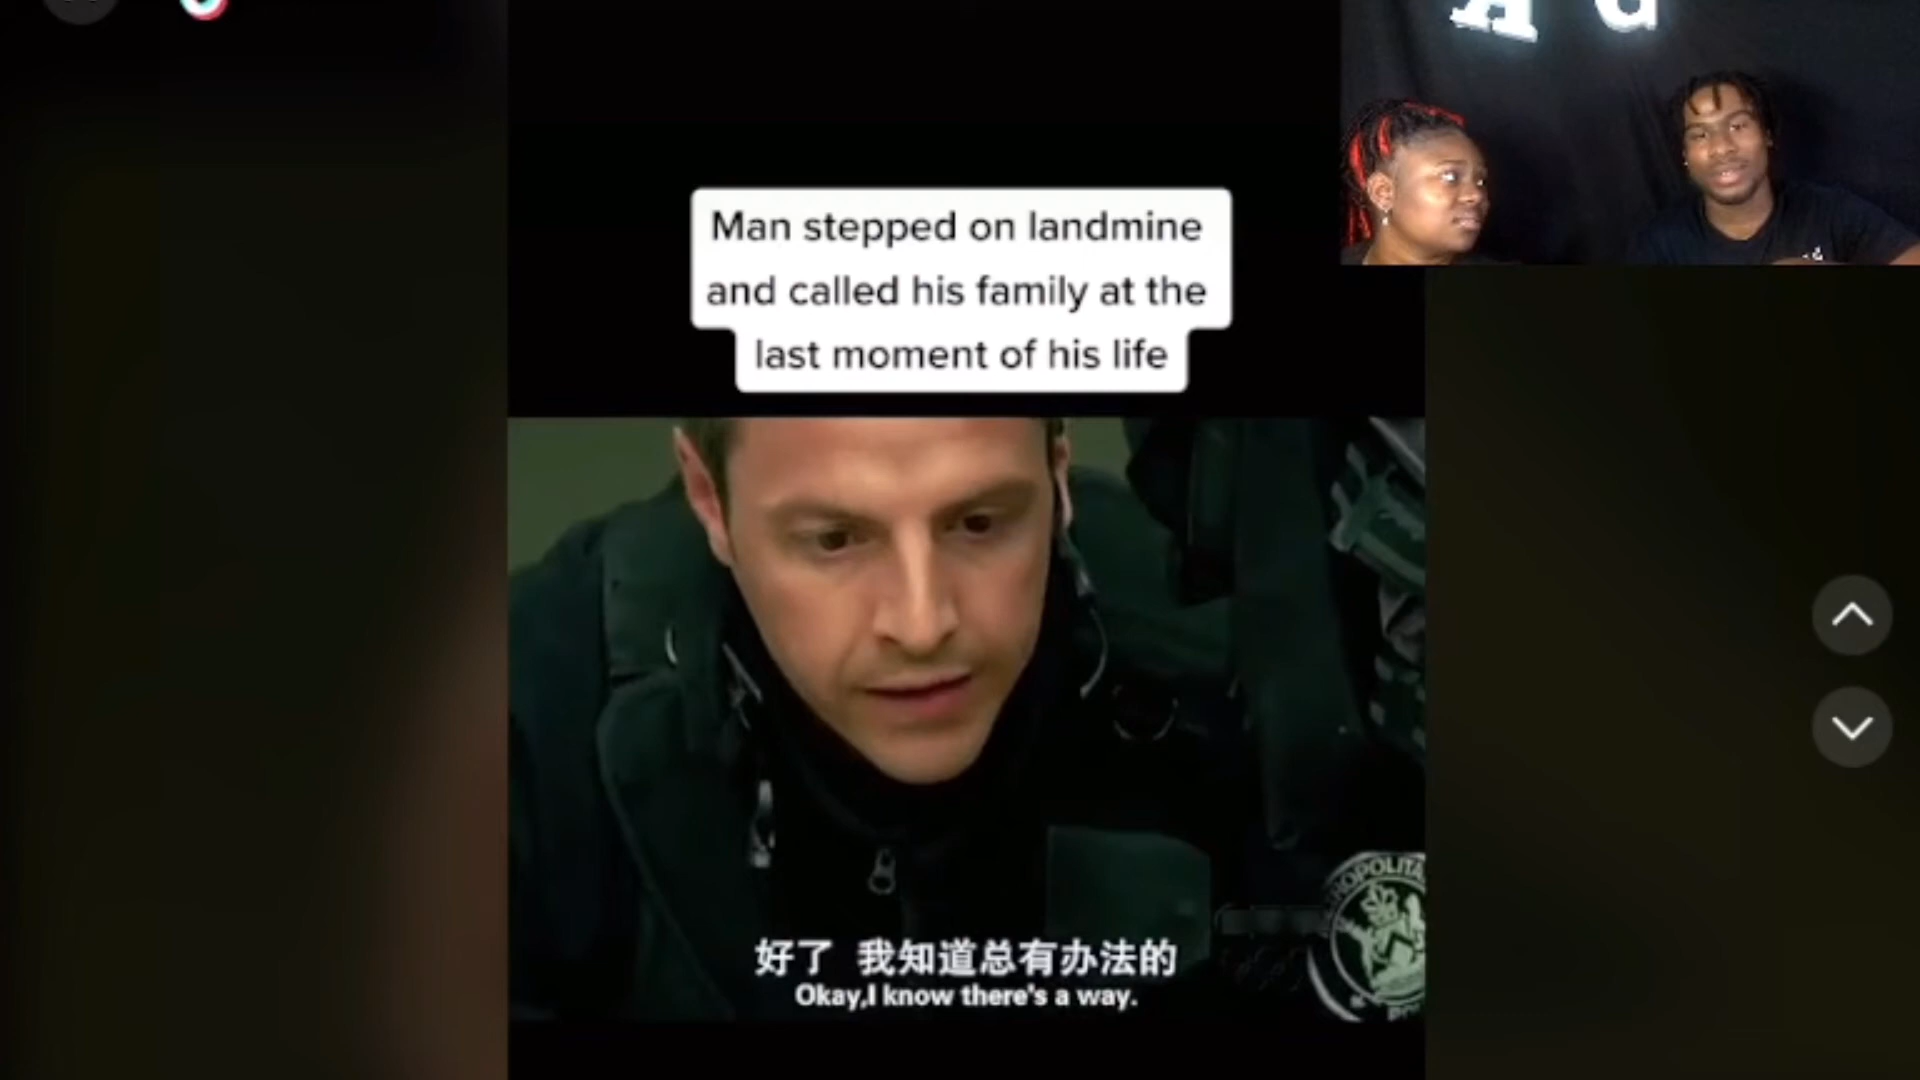 A G
Man stepped on landmine
and called his family at the
last moment of his life
好了 我知道总有办法的
Okay,I know there's a way.
ROPOLITA